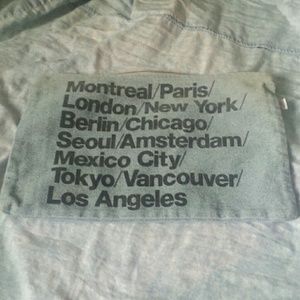 Montreal/Paris/
London/New York/
Berlin/Chicago/
Seoul/Amsterdam/
Mexico City/
Tokyo/Vancouver/
Los Angeles